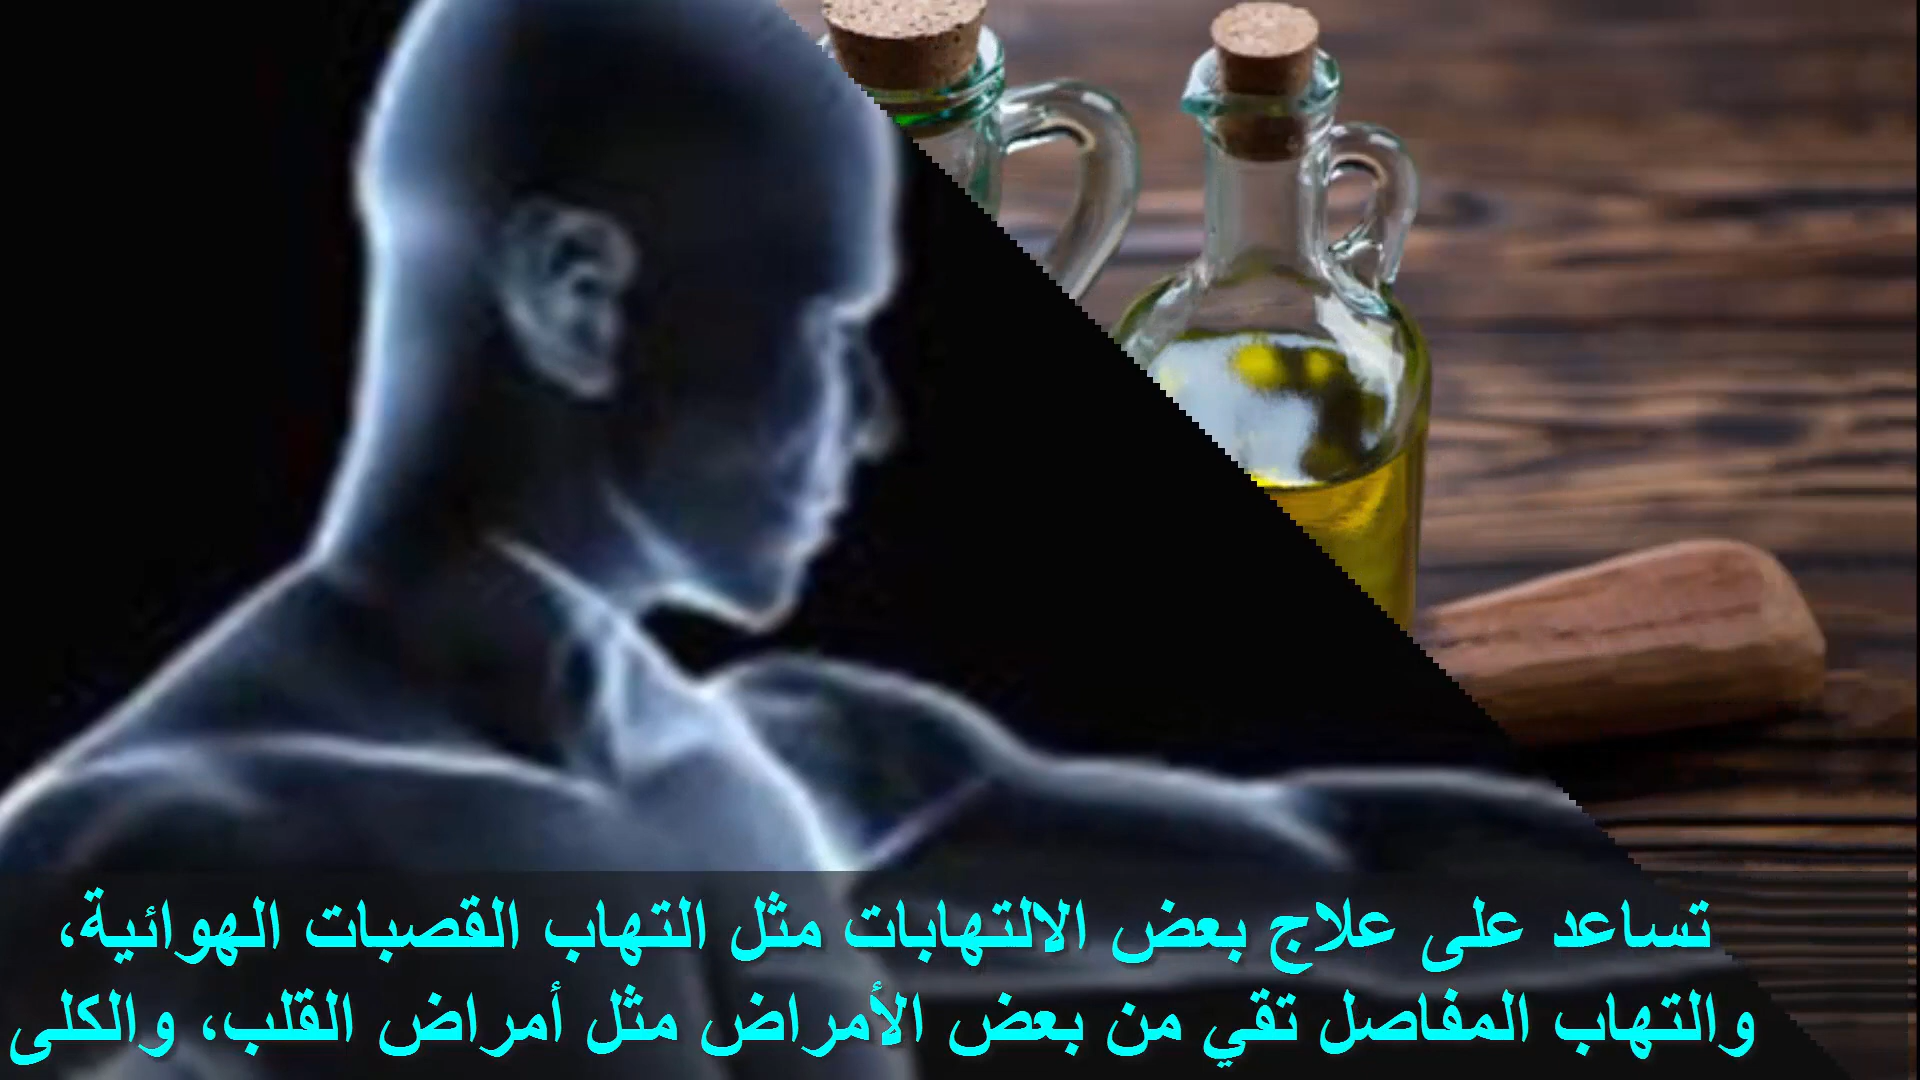 تساعد على علاج بعض الالتهابات مثل التهاب القصبات الهوائية،
والتهاب المفاصل تقي من بعض الأمراض مثل أمراض القلب، والكلى